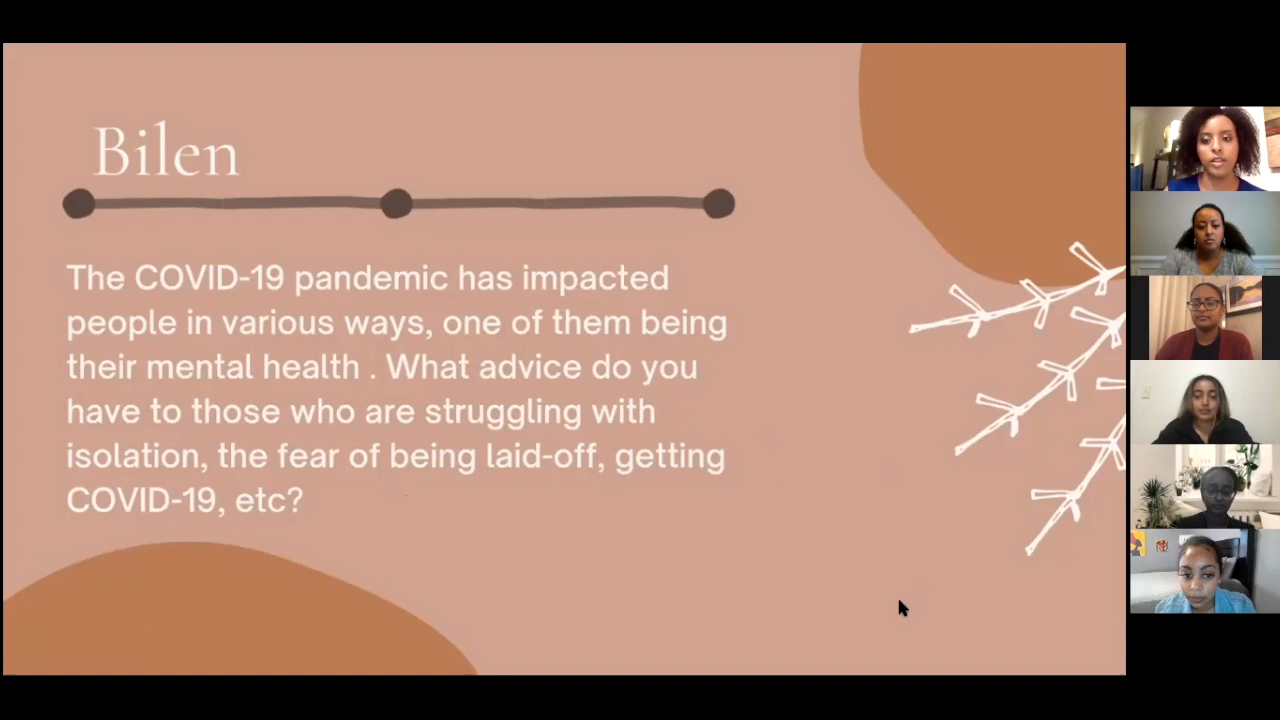 Bilen
The COVID-19 pandemic has impacted
people in various ways, one of them being
their mental health . What advice do you
have to those who are struggling with
isolation, the fear of being laid-off, getting
COVID-19, etc?